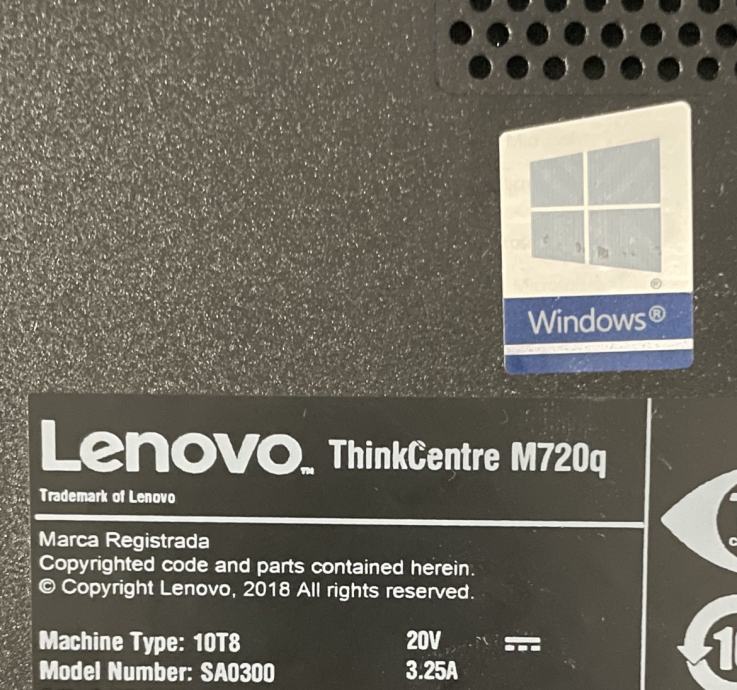 Windows®
Lenovo™ ThinkCentre M720q
Trademark of Lenovo
Marca Registrada
Copyrighted code and parts contained herein.
© Copyright Lenovo, 2018 All rights reserved.
Machine Type: 10T8 20V
Model Number: SA0300 3.25A